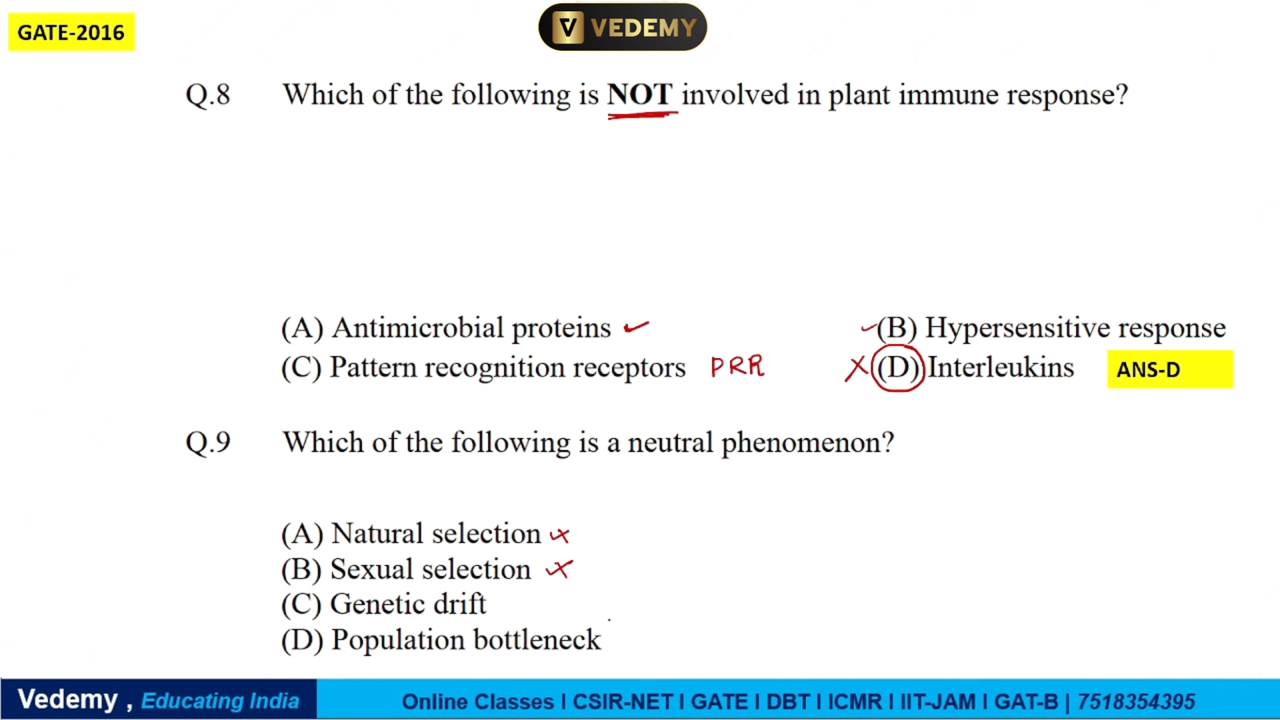 GATE-2016
V VEDEMY
Q.8 Which of the following is NOT involved in plant immune response?
(A) Antimicrobial proteins ✓ ✓(B) Hypersensitive response
(C) Pattern recognition receptors PRR X (D) Interleukins ANS-D
Q.9 Which of the following is a neutral phenomenon?
(A) Natural selection x
(B) Sexual selection x
(C) Genetic drift
(D) Population bottleneck
Vedemy , Educating India Online Classes I CSIR-NET I GATE I DBT I ICMR I IIT-JAM I GAT-B | 7518354395